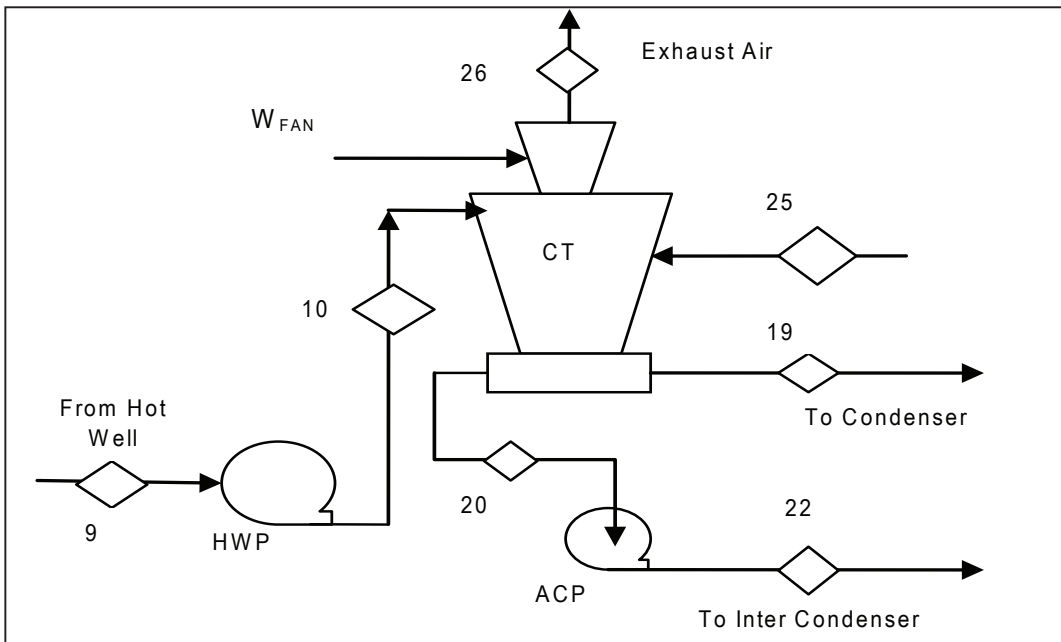 Exhaust Air
26
W FAN
25
CT
10
19
From Hot
Well
To Condenser
20
22
9
HWP
ACP
To Inter Condenser